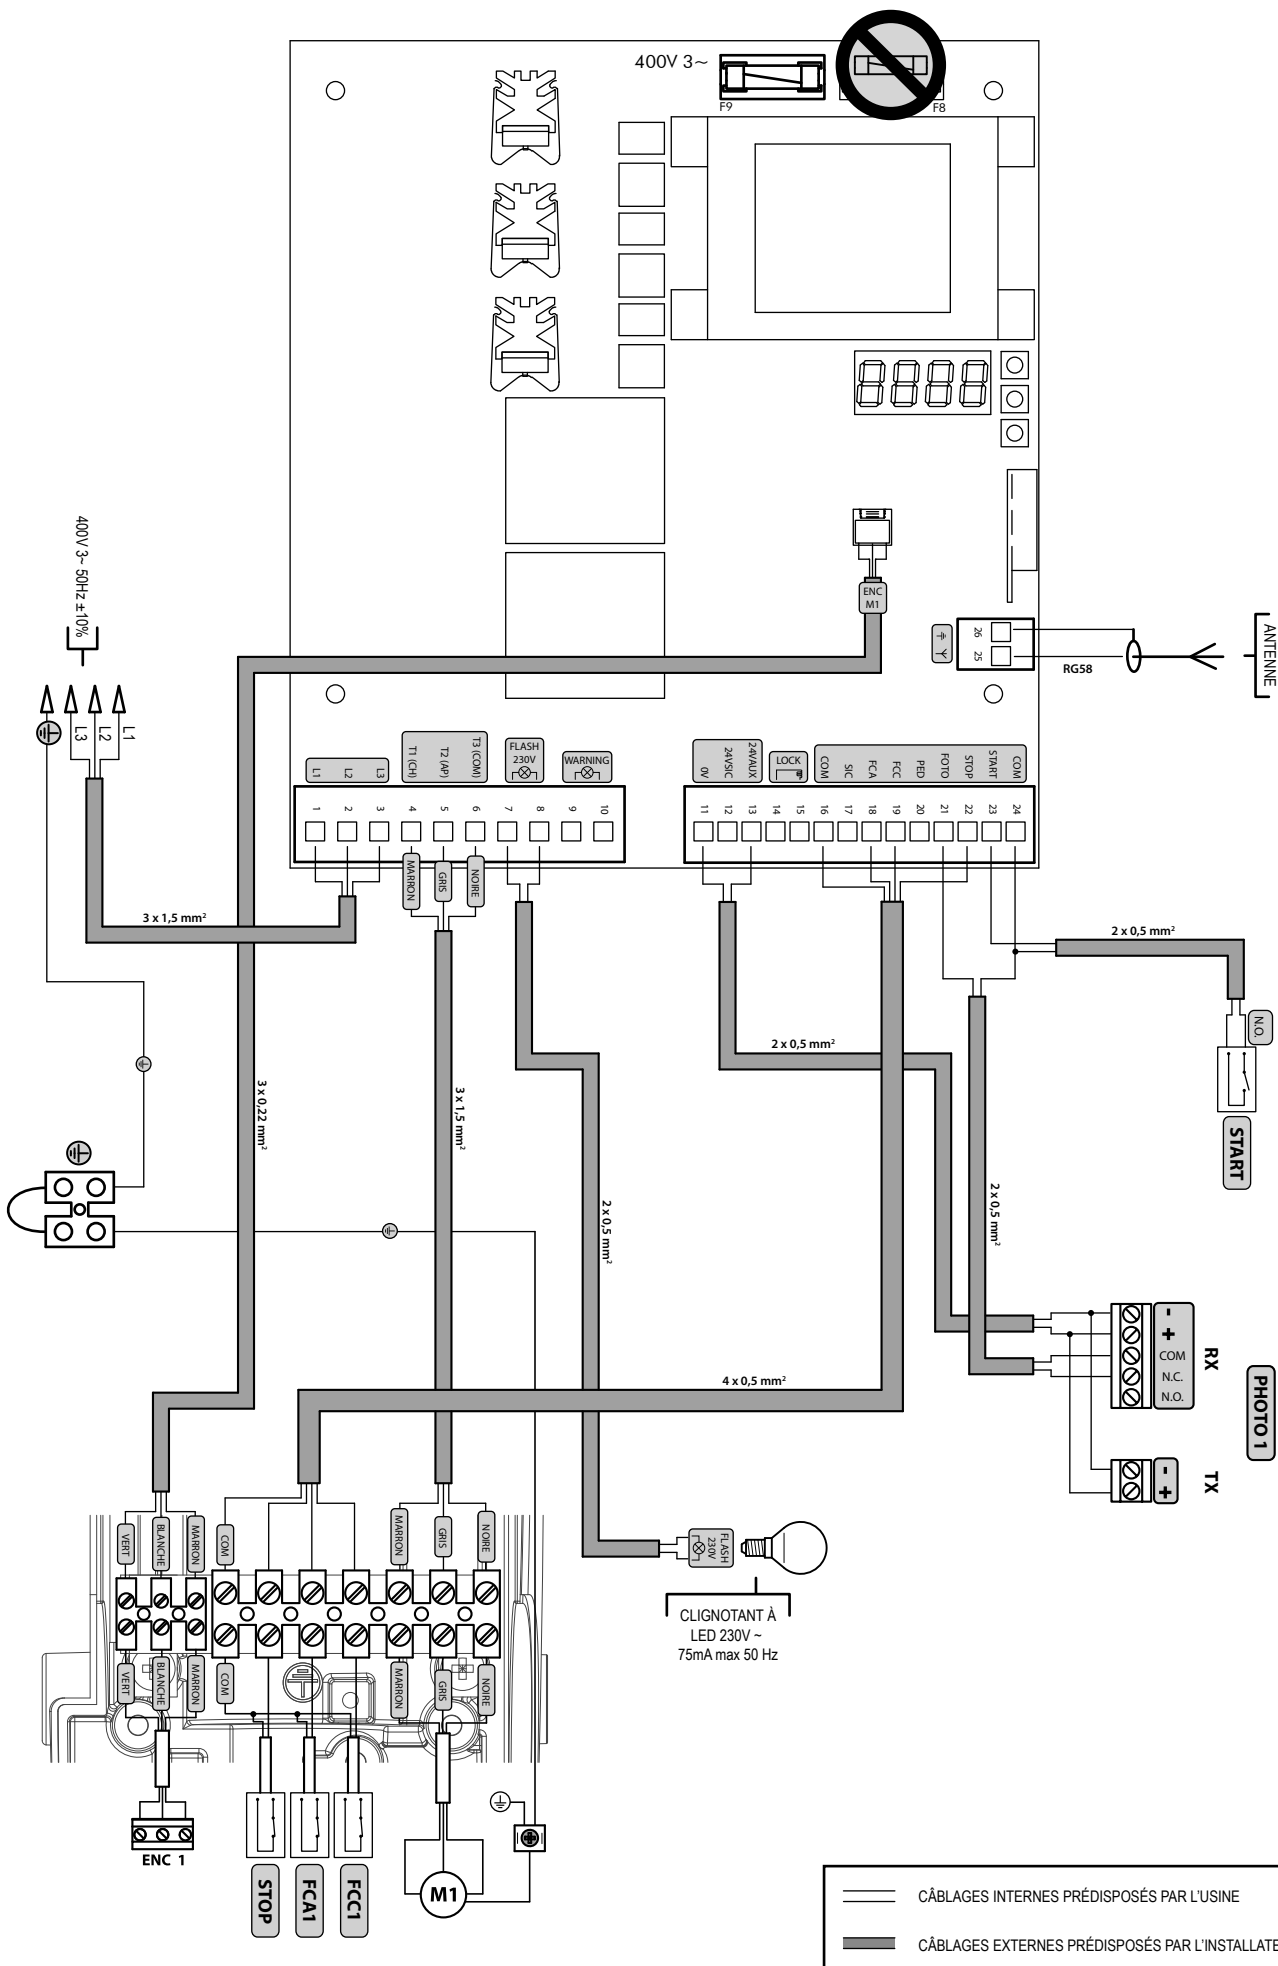 400V 3~
F9
F8
ENC
M1
26
25
RG58
ANTENNE
400V 3~ 50Hz ±10%
L1
L2
L3
L1
L2
L3
T1 (CH)
T2 (AP)
T3 (COM)
FLASH
230V
WARNING
1
2
3
4
5
6
7
8
9
10
0V
24VSIC
24VAUX
LOCK
COM
SIC
FCA
FCC
PED
FOTO
STOP
START
COM
11
12
13
14
15
16
17
18
19
20
21
22
23
24
MARRON
GRIS
NOIRE
3 x 1,5 mm²
2 x 0,5 mm²
N.O.
START
2 x 0,5 mm²
3 x 0,22 mm²
3 x 1,5 mm²
2 x 0,5 mm²
2 x 0,5 mm²
4 x 0,5 mm²
-
+
COM
N.C.
N.O.
RX
PHOTO 1
-
+
TX
VERT
BLANCHE
MARRON
COM
MARRON
GRIS
NOIRE
FLASH
230V
CLIGNOTANT À
LED 230V ~
75mA max 50 Hz
VERT
BLANCHE
MARRON
COM
MARRON
GRIS
NOIRE
ENC 1
STOP
FCA1
FCC1
M1
CÂBLAGES INTERNES PRÉDISPOSÉS PAR L'USINE
CÂBLAGES EXTERNES PRÉDISPOSÉS PAR L'INSTALLATE